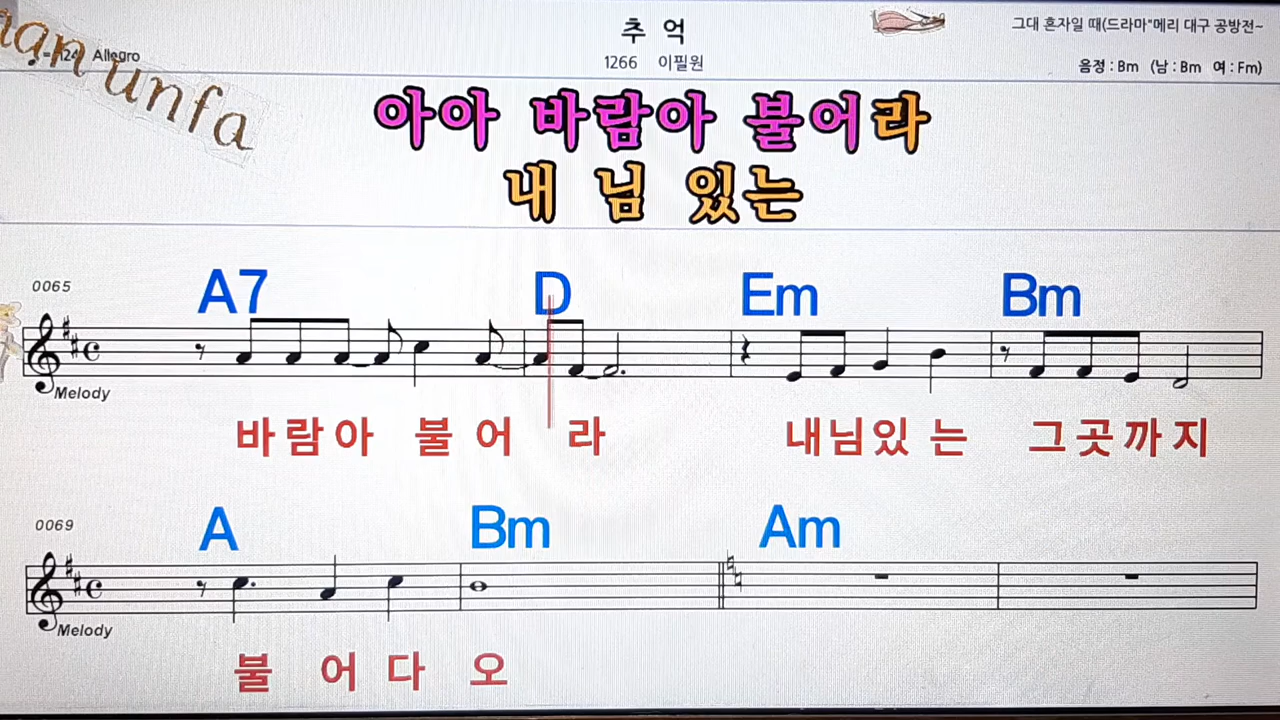 추 억
그대 혼자일 때(드라마"메리 대구 공방전~
1266 이필원
Allegro
음정 : Bm (남 : Bm 여 : Fm)
unfa
아아 바람아 불어라
내 님 있는
0065
A7 D Em Bm
Melody
바람아 불어 라 내님있 는 그곳까지
0069
A Bm Am
Melody
불 어 다 오